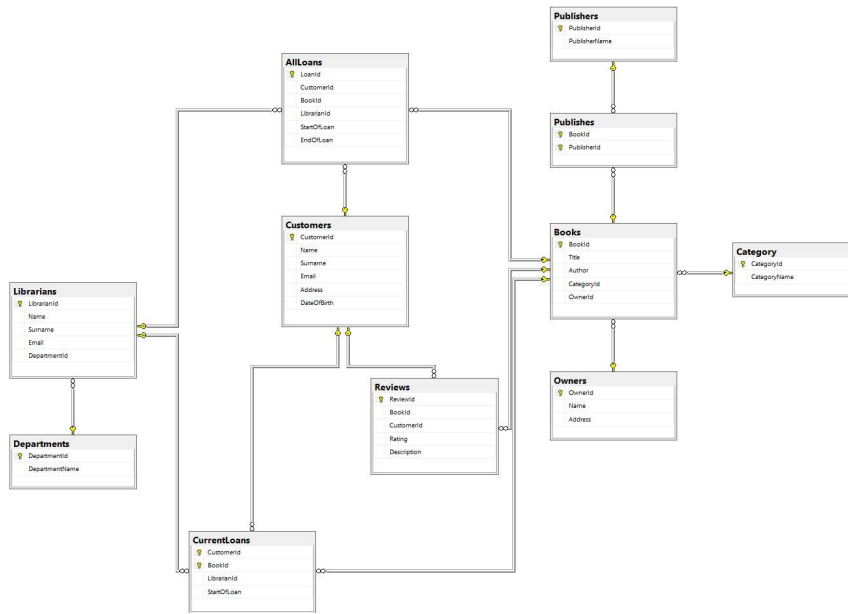 Publishers
PublisherId
PublisherName
AllLoans
LoanId
CustomerId
BookId
LibrarianId
StartOfLoan
EndOfLoan
Publishes
BookId
PublisherId
Customers
CustomerId
Name
Surname
Email
Address
DateOfBirth
Books
BookId
Title
Author
CategoryId
OwnerId
Category
CategoryId
CategoryName
Librarians
LibrarianId
Name
Surname
Email
DepartmentId
Reviews
ReviewId
BookId
CustomerId
Rating
Description
Owners
OwnerId
Name
Address
Departments
DepartmentId
DepartmentName
CurrentLoans
CustomerId
BookId
LibrarianId
StartOfLoan